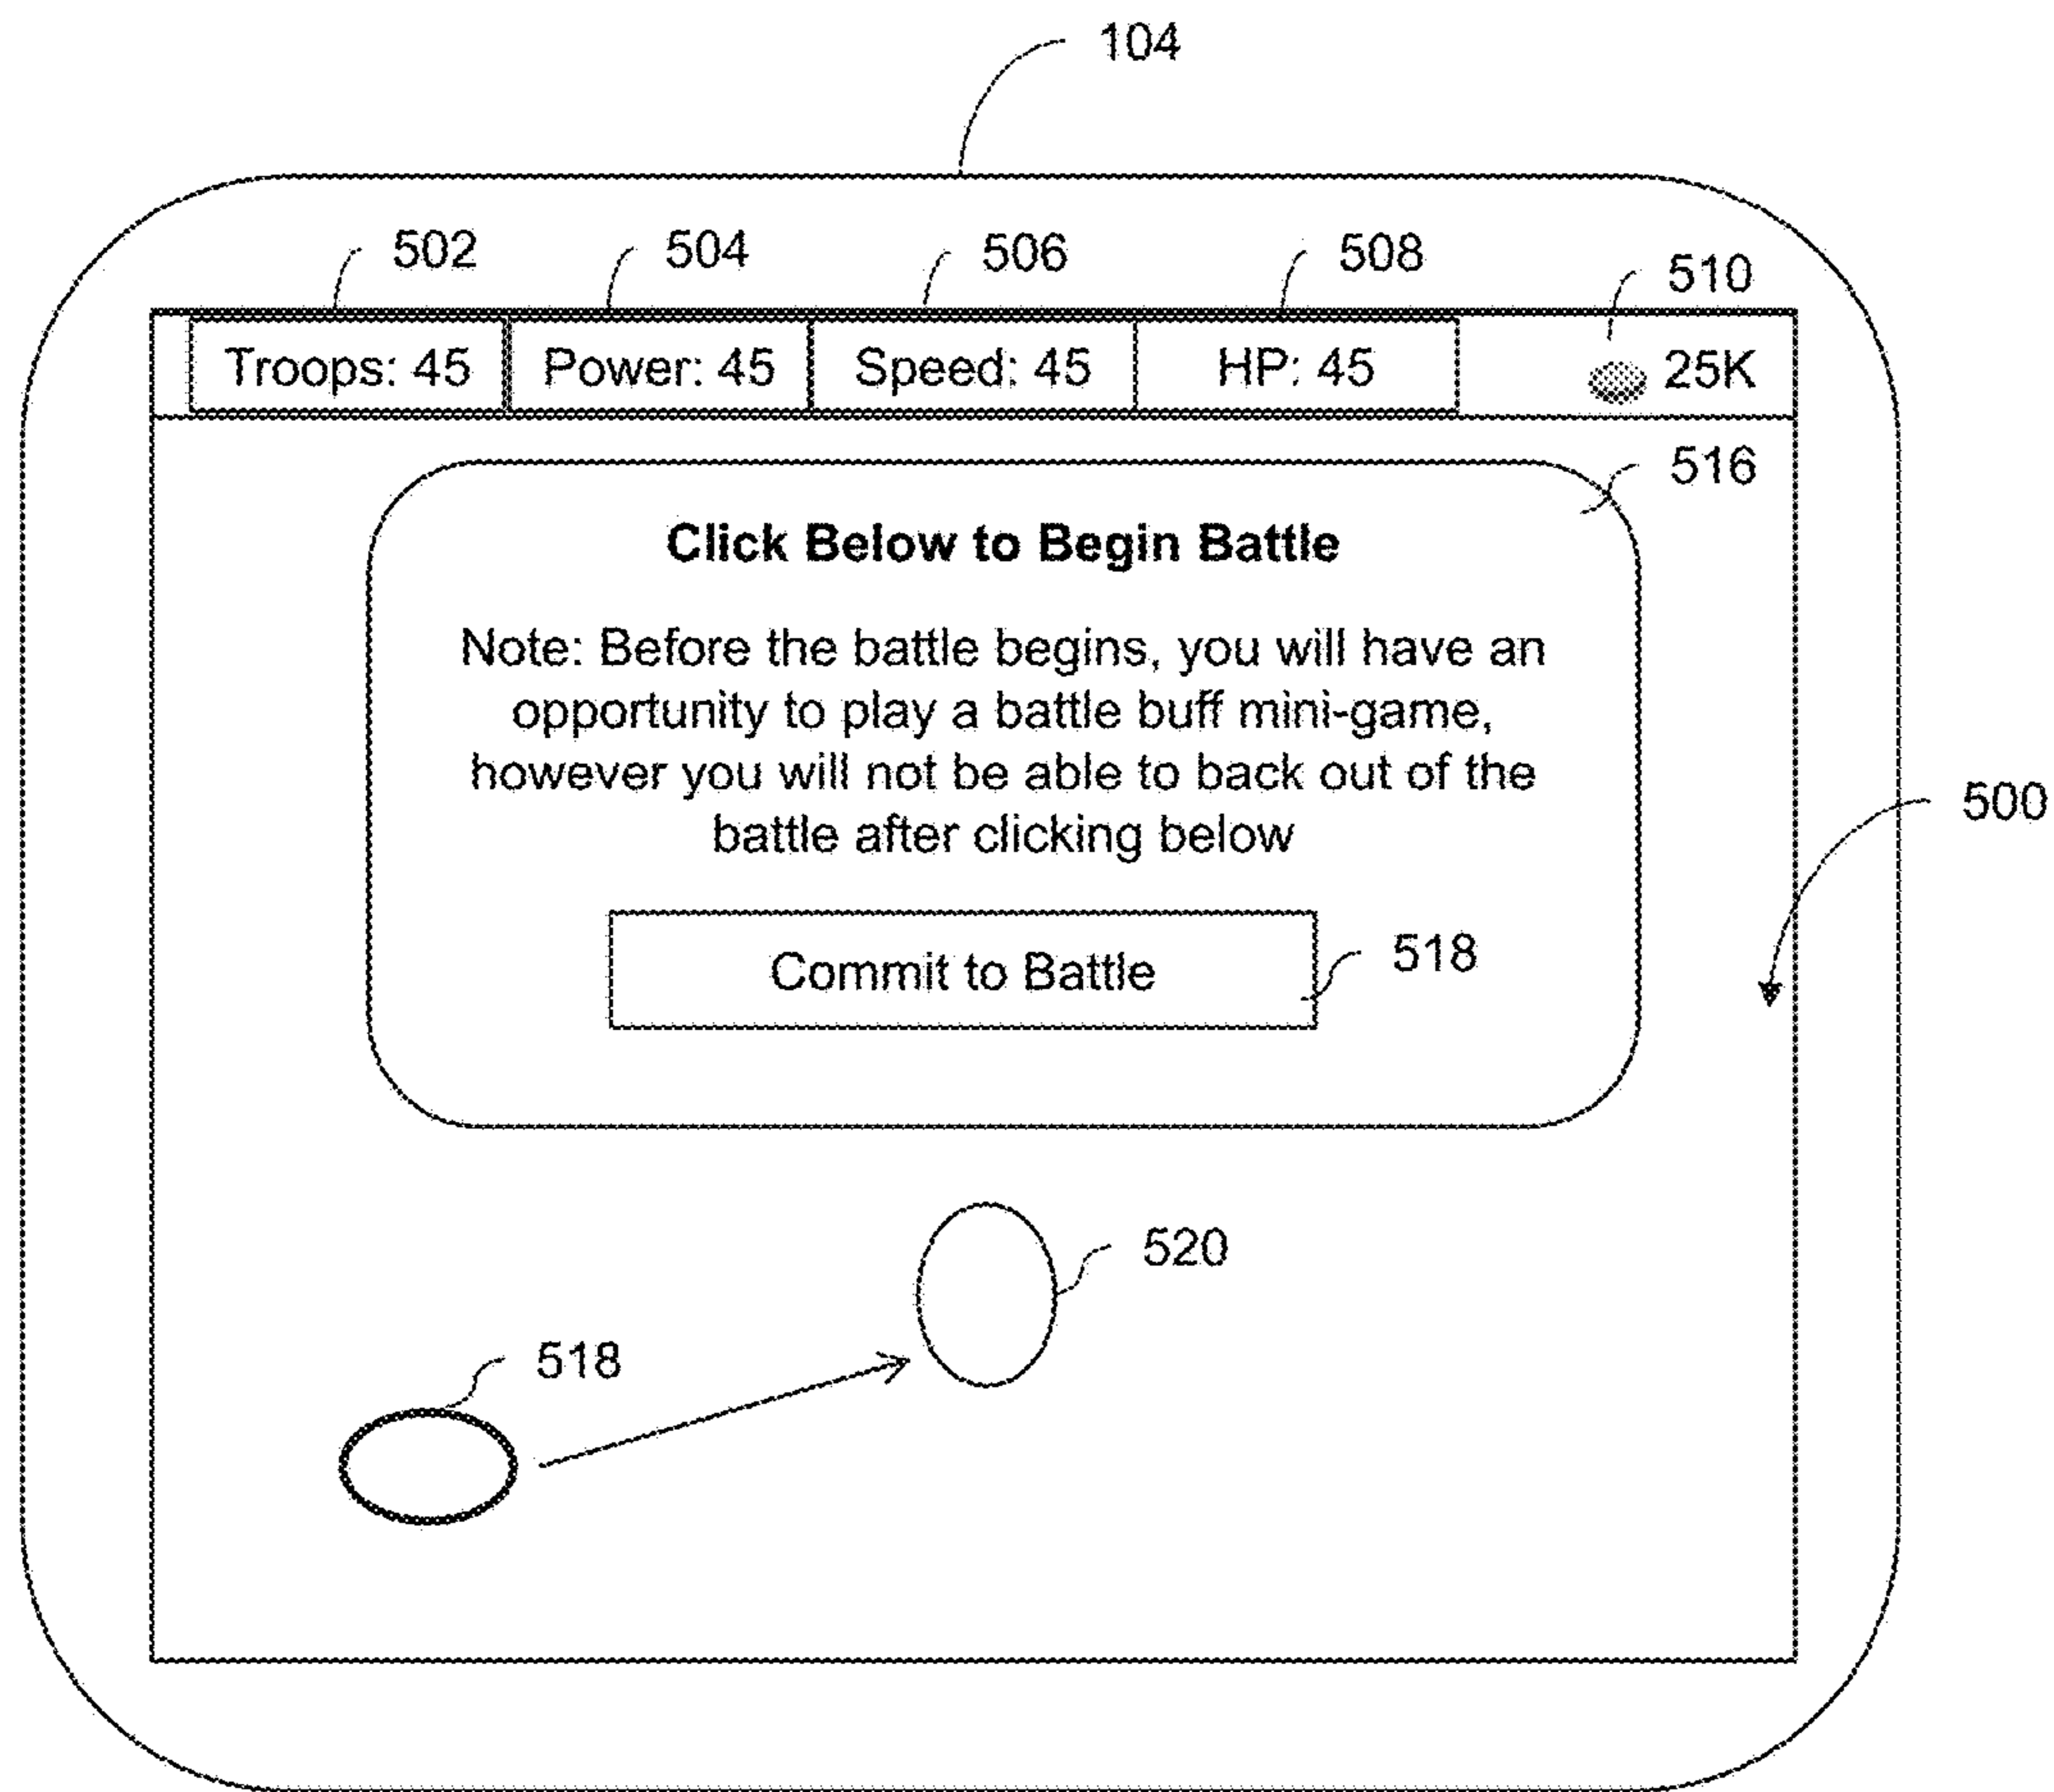 104
502 504 506 508 510
Troops: 45 Power: 45 Speed: 45 HP: 45 25K
516
Click Below to Begin Battle
Note: Before the battle begins, you will have an
opportunity to play a battle buff mini-game,
however you will not be able to back out of the
battle after clicking below
500
Commit to Battle 518
520
518